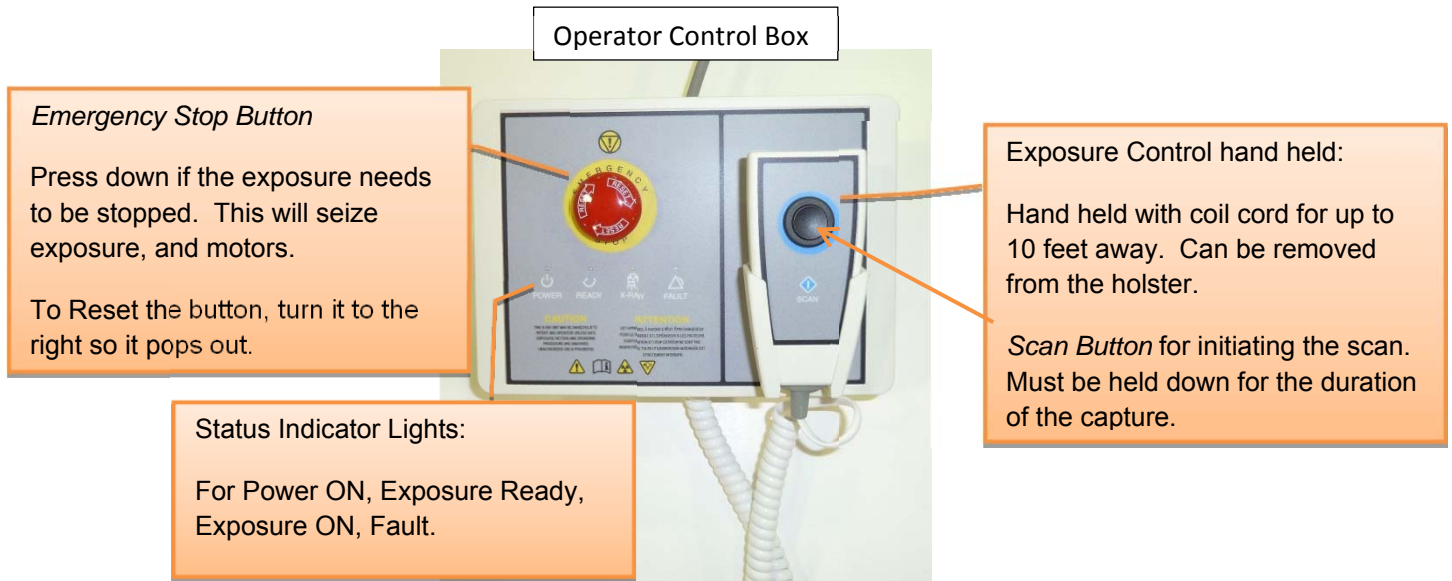 Operator Control Box
Emergency Stop Button
Press down if the exposure needs
to be stopped. This will seize
exposure, and motors.
To Reset the button, turn it to the
right so it pops out.
Status Indicator Lights:
For Power ON, Exposure Ready,
Exposure ON, Fault.
EMERGENCY
RESET
RESET
RESET
STOP
POWER READY X-RAY FAULT
CAUTION
ATTENTION
SCAN
Exposure Control hand held:
Hand held with coil cord for up to
10 feet away. Can be removed
from the holster.
Scan Button for initiating the scan.
Must be held down for the duration
of the capture.